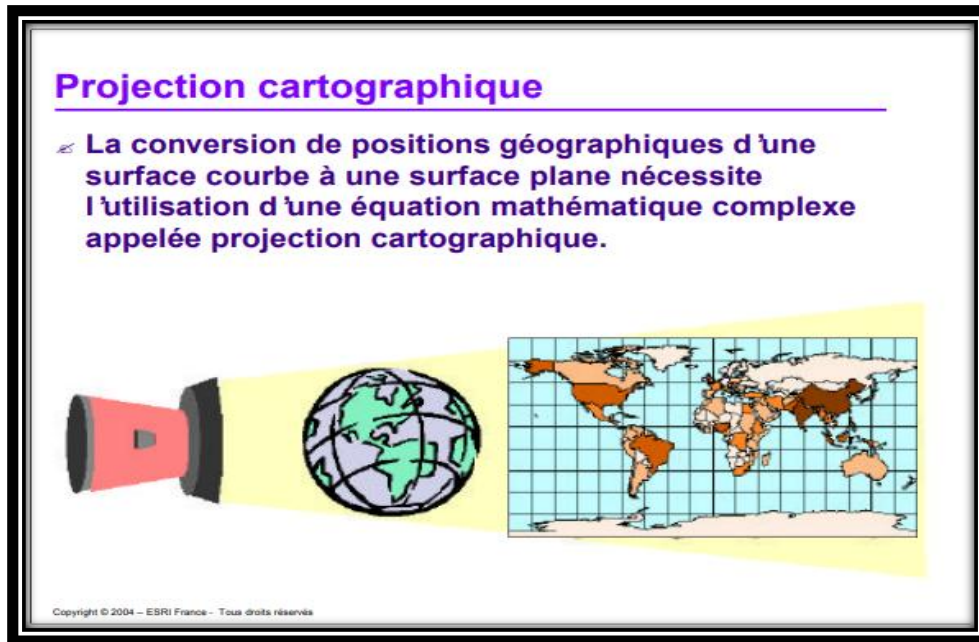 Projection cartographique
La conversion de positions géographiques d'une
surface courbe à une surface plane nécessite
l'utilisation d'une équation mathématique complexe
appelée projection cartographique.
Copyright © 2004 – ESRI France - Tous droits réservés